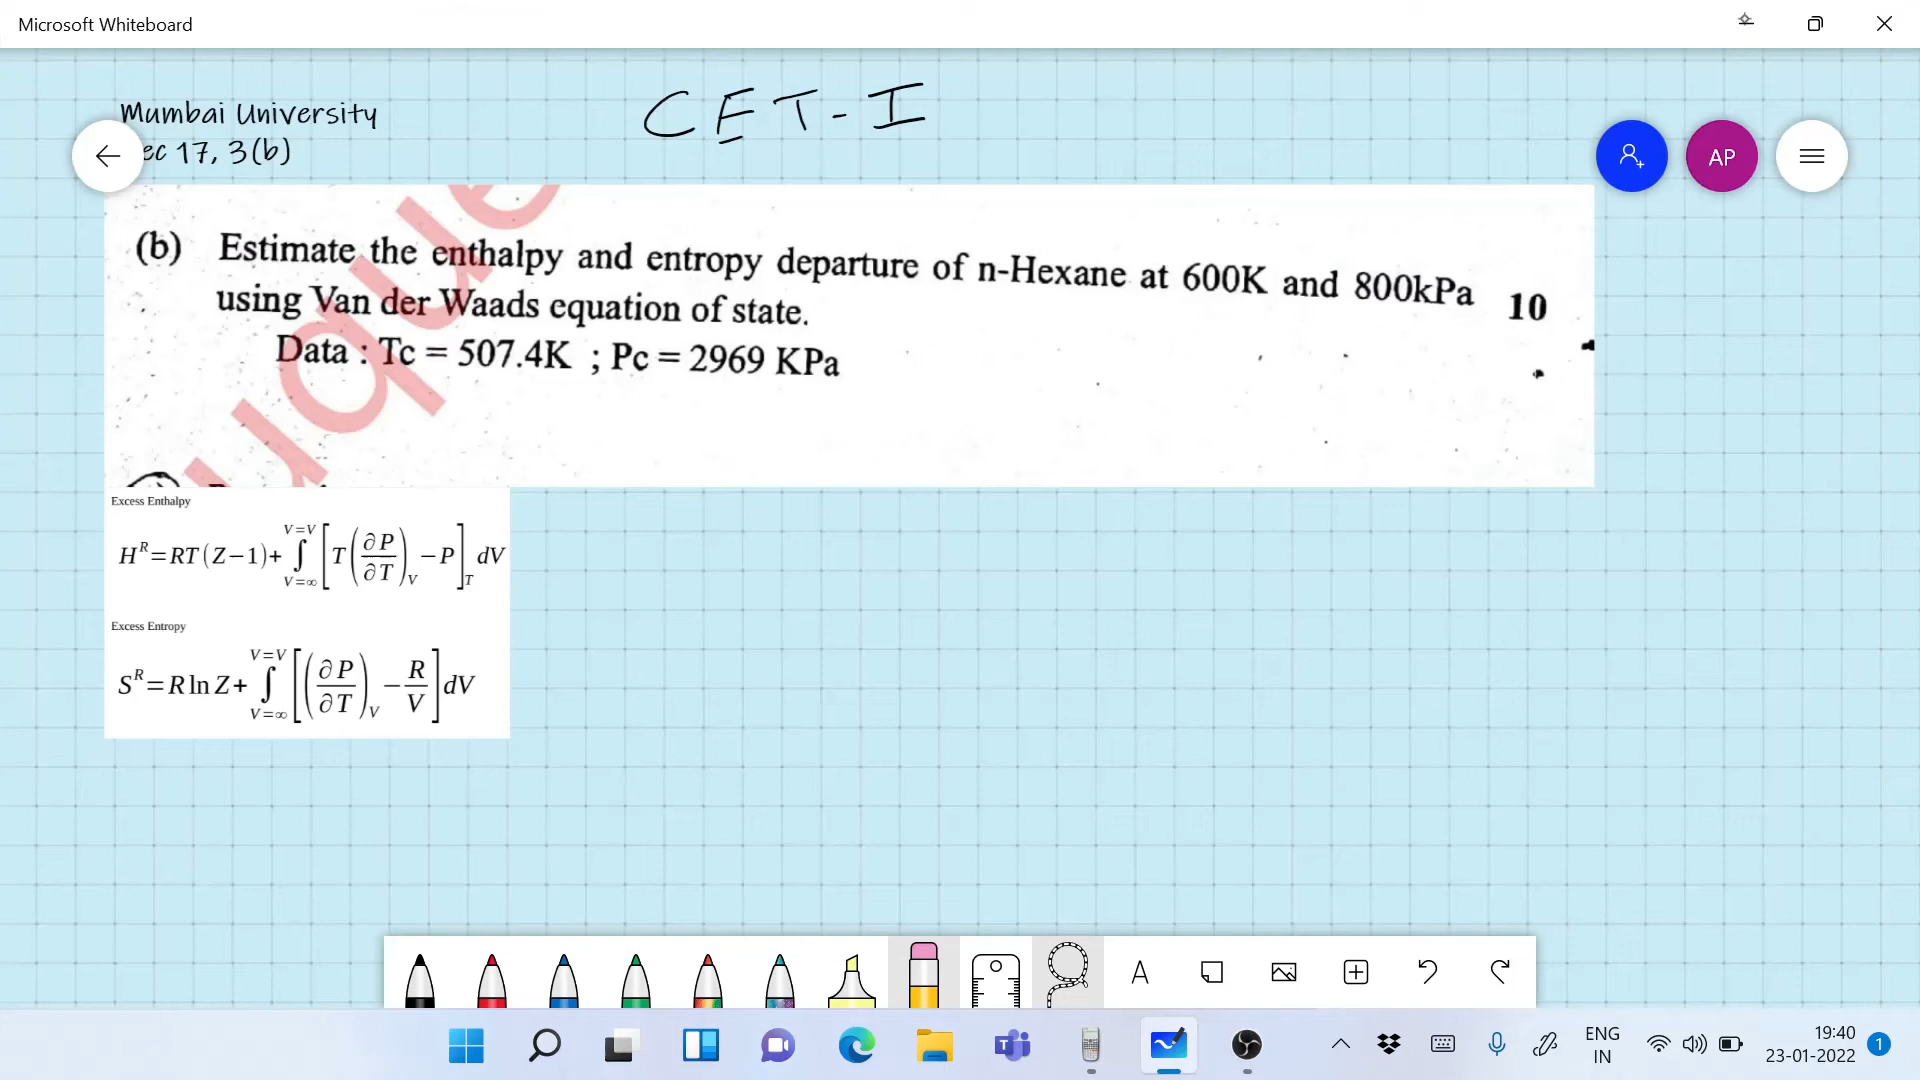 Microsoft Whiteboard
Mumbai University
ec 17, 3(b)
CET-I
AP
(b) Estimate the enthalpy and entropy departure of n-Hexane at 600K and 800kPa
using Van der Waads equation of state. 10
Data : Tc = 507.4K ; Pc = 2969 KPa
Excess Enthalpy
H^R=RT(Z−1)+∫_{V=∞}^{V=V}[T(∂P/∂T)_V−P]_T dV
Excess Entropy
S^R=R ln Z+∫_{V=∞}^{V=V}[(∂P/∂T)_V−R/V]dV
A
ENG
IN
19:40
23-01-2022
1